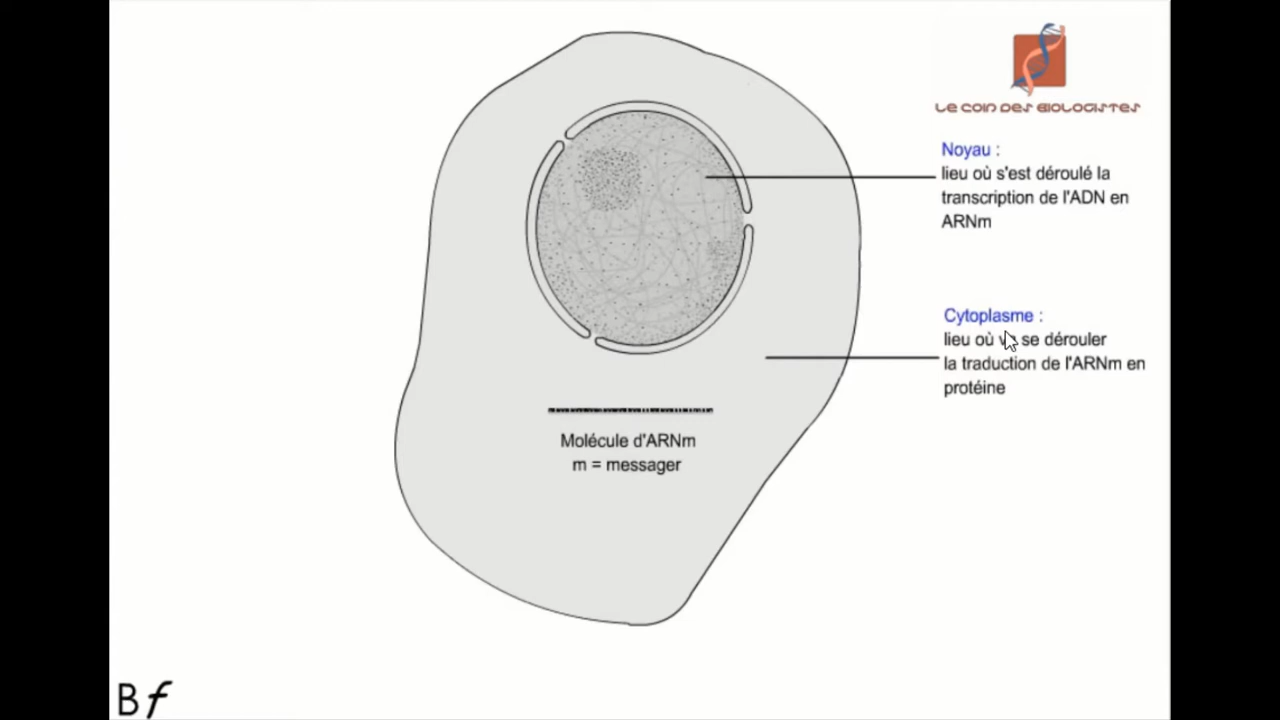 LE COIN DES BIOLOGISTES
Noyau :
lieu où s'est déroulé la
transcription de l'ADN en
ARNm
Cytoplasme :
lieu où va se dérouler
la traduction de l'ARNm en
protéine
Molécule d'ARNm
m = messager
Bf